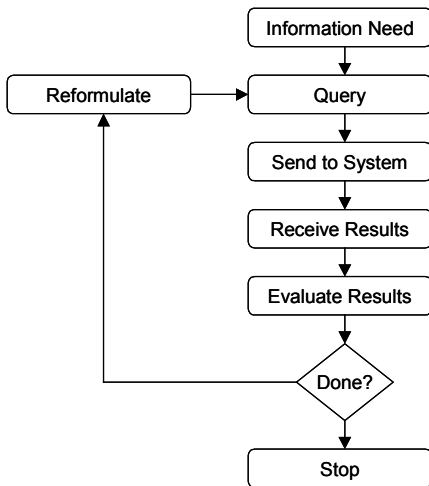 Information Need
Reformulate
Query
Send to System
Receive Results
Evaluate Results
Done?
Stop